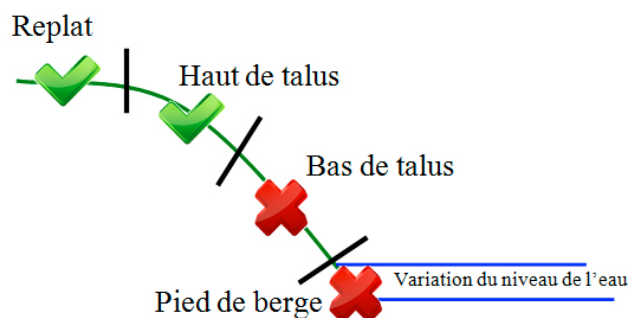 Replat
Haut de talus
Bas de talus
Variation du niveau de l’eau
Pied de berge